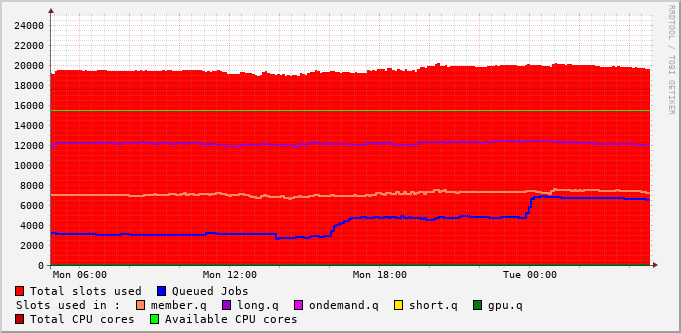 RRDTOOL / TOBI OETIKER
24000
22000
20000
18000
16000
14000
12000
10000
8000
6000
4000
2000
0
Mon 06:00 Mon 12:00 Mon 18:00 Tue 00:00
Total slots used Queued Jobs
Slots used in : member.q long.q ondemand.q short.q gpu.q
Total CPU cores Available CPU cores